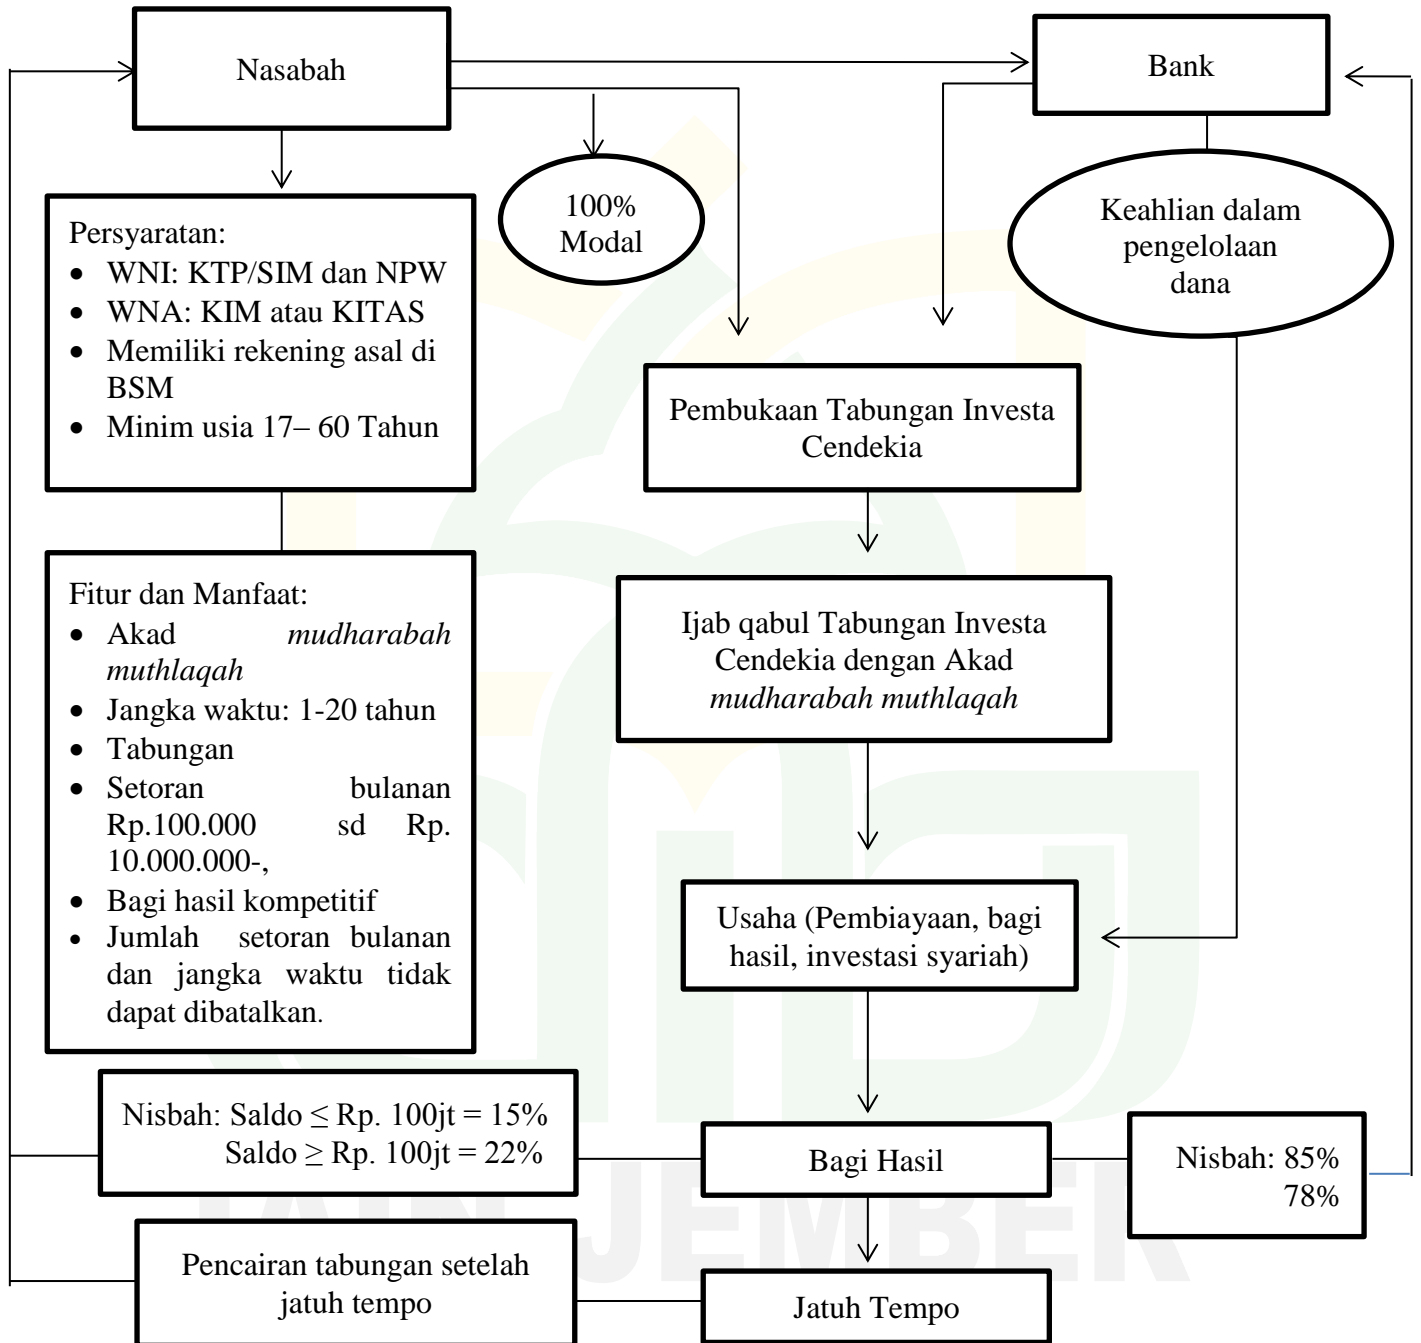 Nasabah
Bank
100%
Modal
Keahlian dalam
pengelolaan
dana
Persyaratan:
• WNI: KTP/SIM dan NPW
• WNA: KIM atau KITAS
• Memiliki rekening asal di
BSM
• Minim usia 17– 60 Tahun
Pembukaan Tabungan Investa
Cendekia
Fitur dan Manfaat:
• Akad mudharabah
muthlaqah
• Jangka waktu: 1-20 tahun
• Tabungan
• Setoran bulanan
Rp.100.000 sd Rp.
10.000.000-,
• Bagi hasil kompetitif
• Jumlah setoran bulanan
dan jangka waktu tidak
dapat dibatalkan.
Ijab qabul Tabungan Investa
Cendekia dengan Akad
mudharabah muthlaqah
Usaha (Pembiayaan, bagi
hasil, investasi syariah)
Nisbah: Saldo ≤ Rp. 100jt = 15%
Saldo ≥ Rp. 100jt = 22%
Bagi Hasil
Nisbah: 85%
78%
Pencairan tabungan setelah
jatuh tempo
Jatuh Tempo
IAIN JEMBER